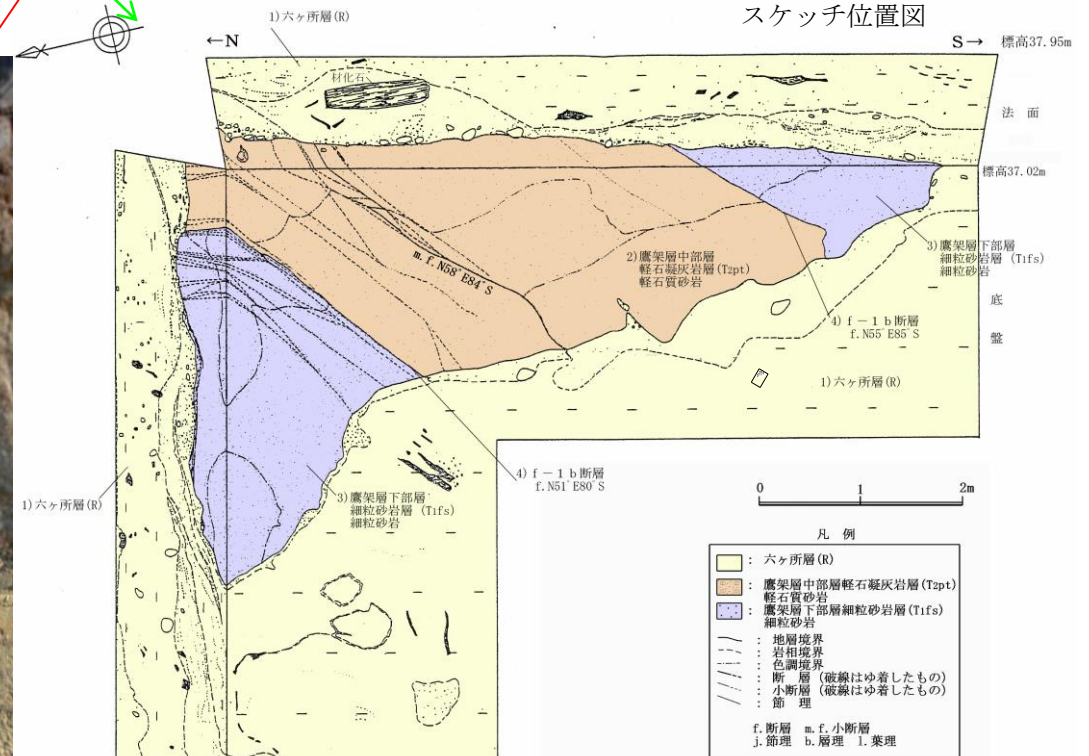 スケッチ位置図
1)六ヶ所層(R)
←N
S→
標高37.95m
材化石
法 面
標高37.02m
m.f.N58°E84°S
2)鷹架層中部層
軽石凝灰岩層(T2pt)
軽石質砂岩
3)鷹架層下部層
細粒砂岩層 (T1fs)
細粒砂岩
底
盤
4)f-1b断層
f.N55°E85°S
1)六ヶ所層(R)
4)f-1b断層
f.N51°E80°S
3)鷹架層下部層
細粒砂岩層 (T1fs)
細粒砂岩
1)六ヶ所層(R)
0 1 2m
凡 例
: 六ヶ所層(R)
: 鷹架層中部層軽石凝灰岩層(T2pt)
軽石質砂岩
: 鷹架層下部層細粒砂岩層(T1fs)
細粒砂岩
: 地層境界
: 岩相境界
: 色調境界
: 断 層 (破線はゆ着したもの)
: 小断層 (破線はゆ着したもの)
: 節 理
f.断層 m.f.小断層
j.節理 b.層理 l.葉理